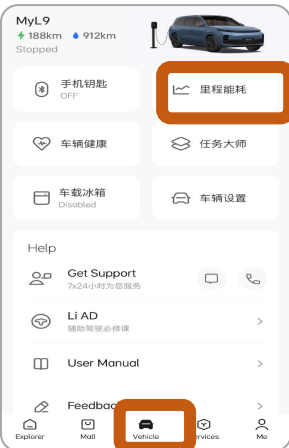 MyL9
188km 912km
Stopped
手机钥匙
OFF
里程能耗
车辆健康
任务大师
车载冰箱
Disabled
车辆设置
Help
Get Support
7x24小时为您服务
Li AD
辅助驾驶必修课
User Manual
Feedbac
Explorer
Mall
Vehicle
rvices
Me